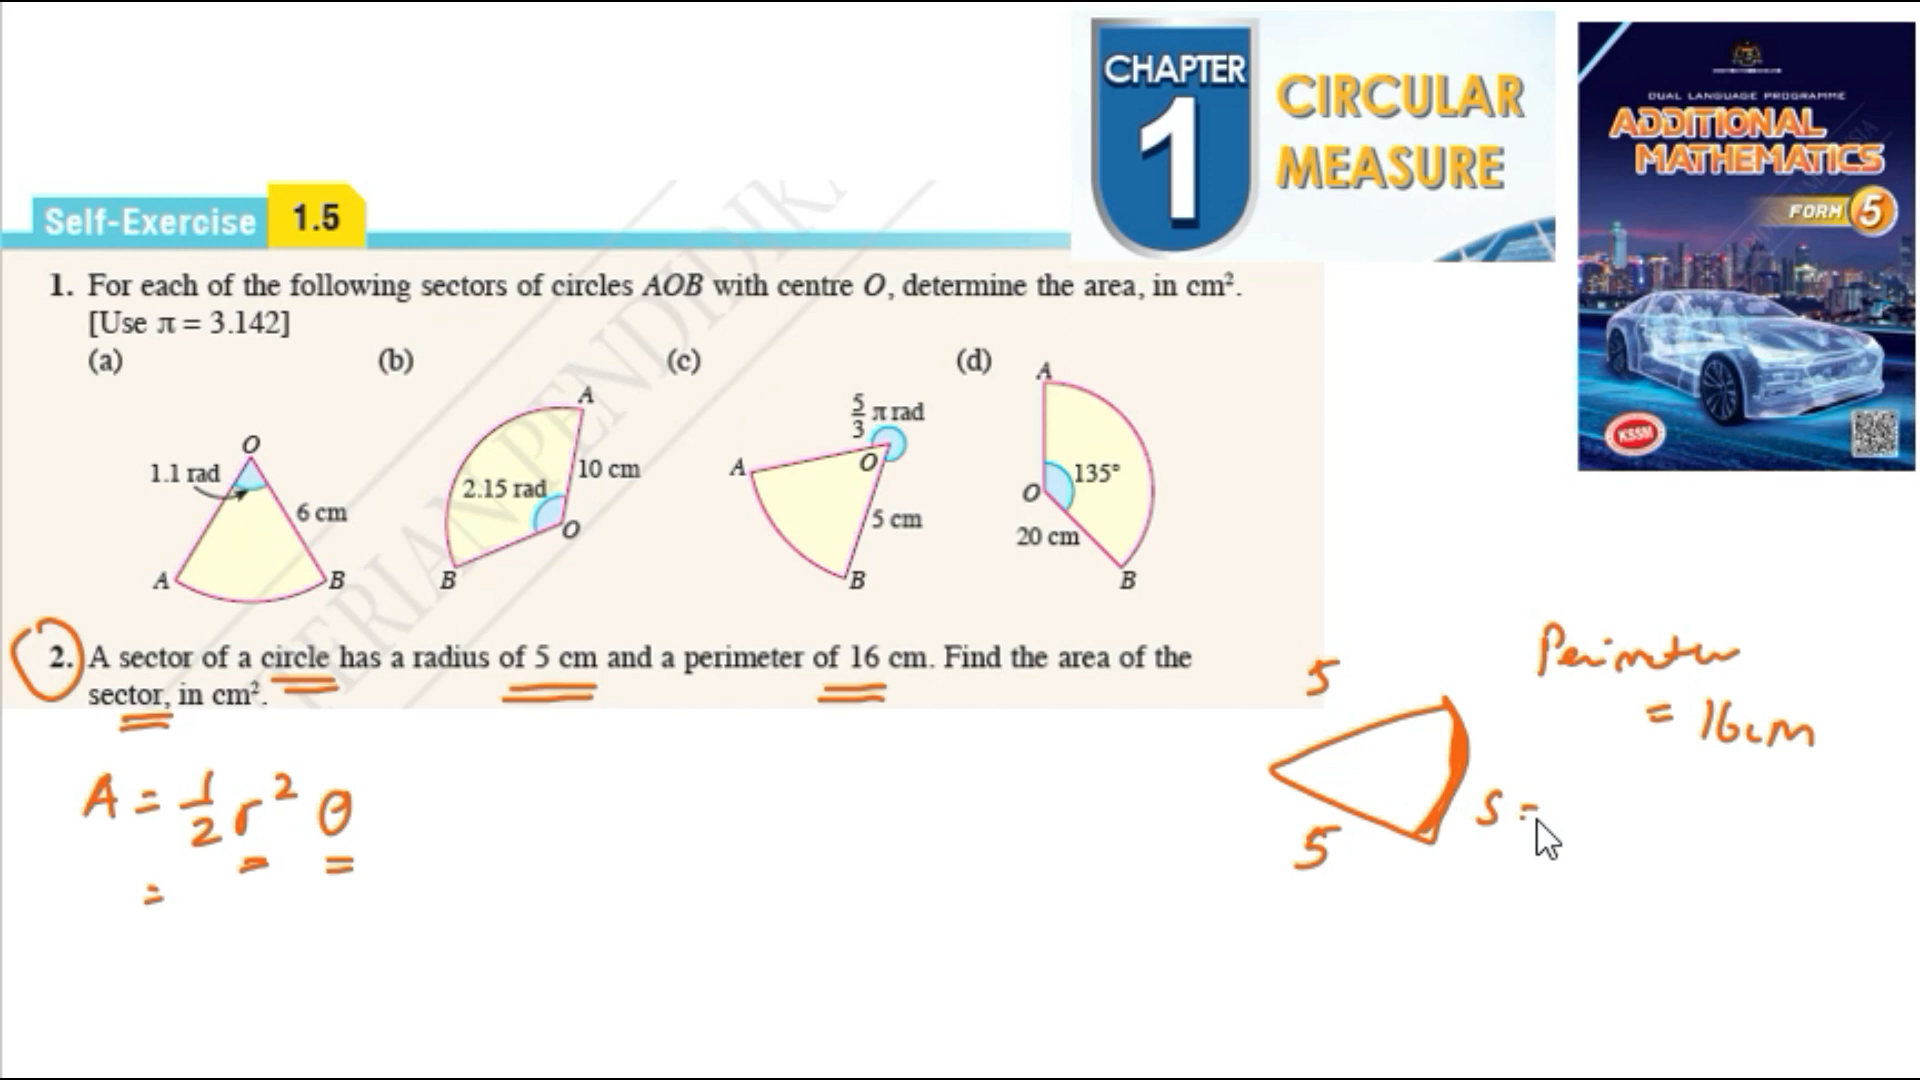 CHAPTER
1
CIRCULAR
MEASURE
DUAL LANGUAGE PROGRAMME
ADDITIONAL
MATHEMATICS
FORM 5
KSSM
Self-Exercise 1.5
1. For each of the following sectors of circles AOB with centre O, determine the area, in cm².
[Use π = 3.142]
(a) (b) (c) (d)
O
1.1 rad
6 cm
A
B
A
10 cm
2.15 rad
O
B
5/3 π rad
A
O
5 cm
B
A
135°
O
20 cm
B
2. A sector of a circle has a radius of 5 cm and a perimeter of 16 cm. Find the area of the
sector, in cm².
A = 1/2 r² θ
=
5
5
S =
Perimeter
= 16cm